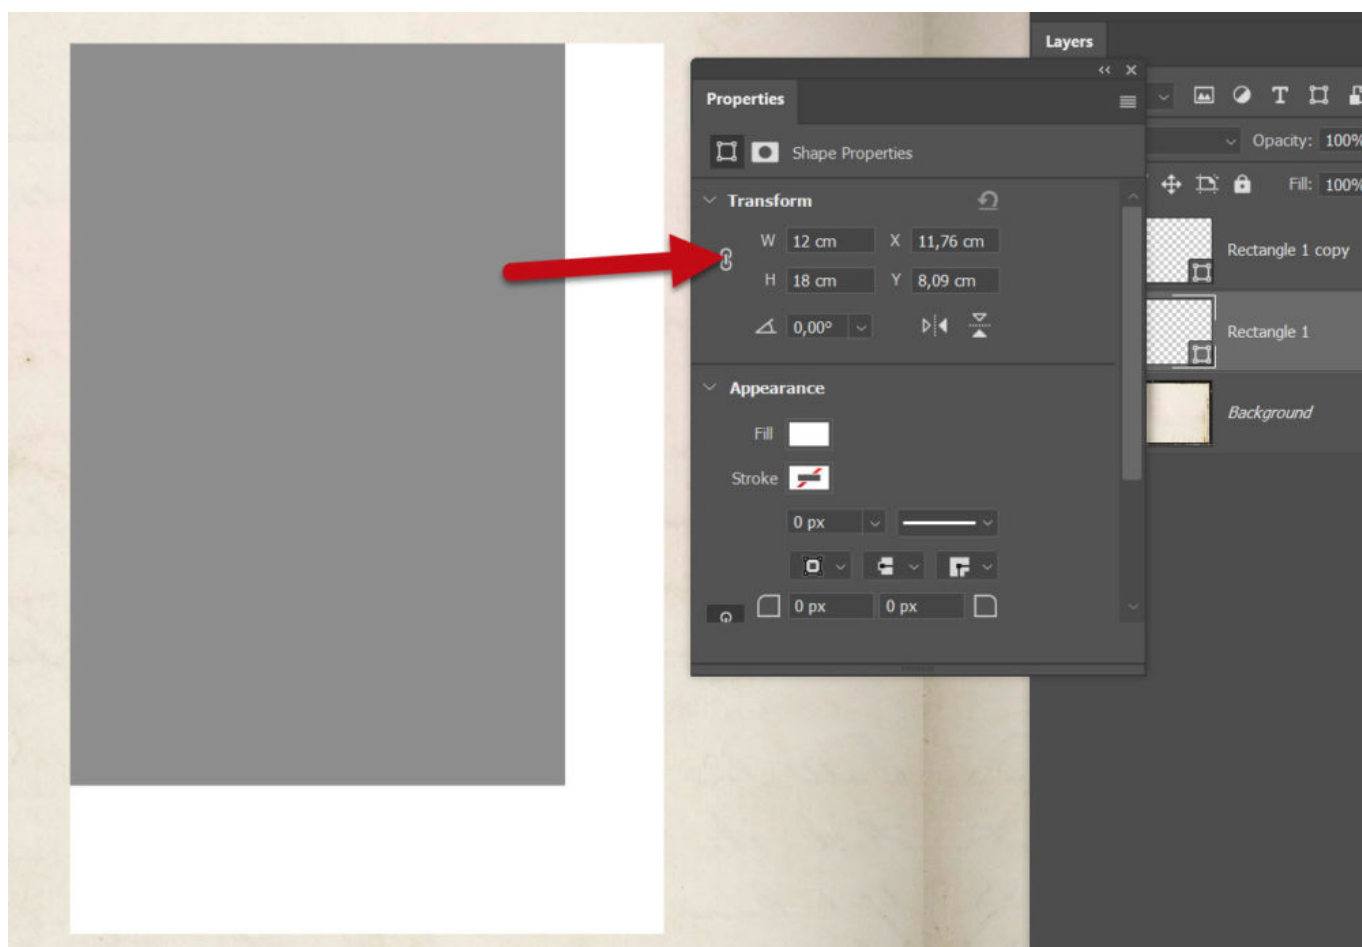 Layers
Properties
Opacity: 100%
Shape Properties
Fill: 100%
Transform
W 12 cm X 11,76 cm
Rectangle 1 copy
H 18 cm Y 8,09 cm
0,00°
Rectangle 1
Appearance
Background
Fill
Stroke
0 px
0 px 0 px